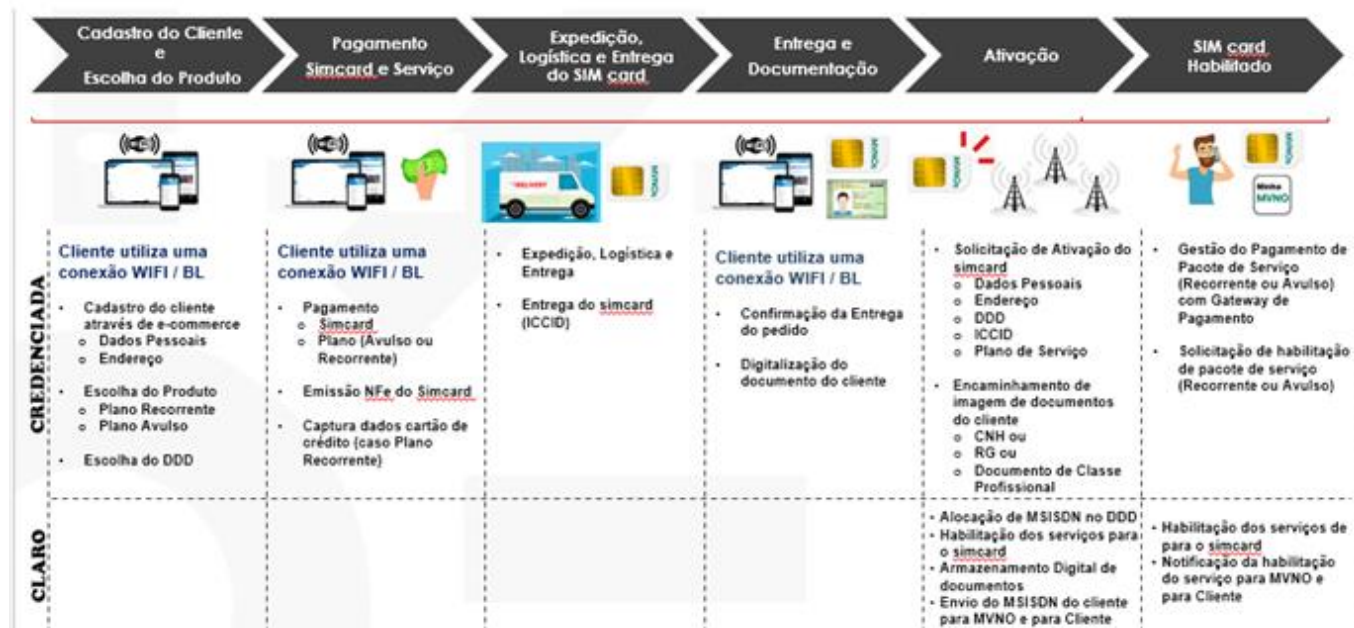 Cadastro do Cliente
e
Escolha do Produto
Pagamento
Simcard e Serviço
Expedição,
Logística e Entrega
do SIM card
Entrega e
Documentação
Ativação
SIM card
Habilitado
DELIVERY
MVNO
MVNO
MVNO
MVNO
Minha
MVNO
CREDENCIADA
Cliente utiliza uma
conexão WIFI / BL
• Cadastro do cliente
através de e-commerce
o Dados Pessoais
o Endereço
• Escolha do Produto
o Plano Recorrente
o Plano Avulso
• Escolha do DDD
Cliente utiliza uma
conexão WIFI / BL
• Pagamento
o Simcard
o Plano (Avulso ou
Recorrente)
• Emissão NFe do Simcard
• Captura dados cartão de
crédito (caso Plano
Recorrente)
• Expedição, Logística e
Entrega
• Entrega do simcard
(ICCID)
Cliente utiliza uma
conexão WIFI / BL
• Confirmação da Entrega
do pedido
• Digitalização do
documento do cliente
• Solicitação de Ativação do
simcard
o Dados Pessoais
o Endereço
o DDD
o ICCID
o Plano de Serviço
• Encaminhamento de
imagem de documentos
do cliente
o CNH ou
o RG ou
o Documento de Classe
Profissional
• Gestão do Pagamento de
Pacote de Serviço
(Recorrente ou Avulso)
com Gateway de
Pagamento
• Solicitação de habilitação
de pacote de serviço
(Recorrente ou Avulso)
CLARO
• Alocação de MSISDN no DDD
• Habilitação dos serviços para
o simcard
• Armazenamento Digital de
documentos
• Envio do MSISDN do cliente
para MVNO e para Cliente
• Habilitação dos serviços de
para o simcard
• Notificação da habilitação
do serviço para MVNO e
para Cliente